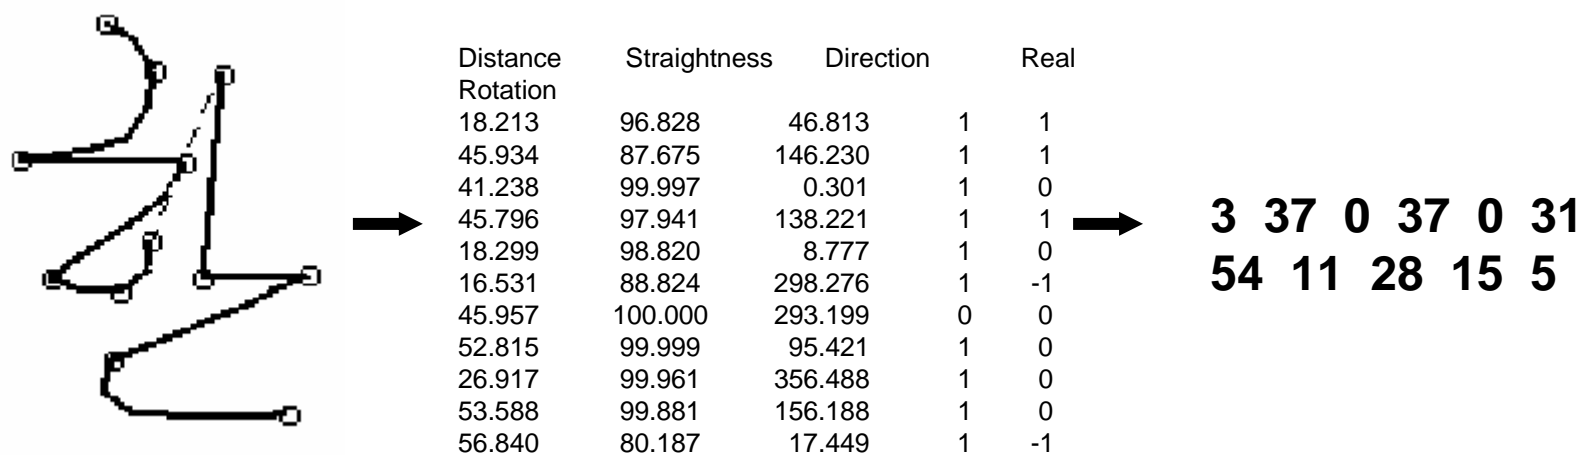 Distance Straightness Direction Real
Rotation
18.213 96.828 46.813 1 1
45.934 87.675 146.230 1 1
41.238 99.997 0.301 1 0
45.796 97.941 138.221 1 1
18.299 98.820 8.777 1 0
16.531 88.824 298.276 1 -1
45.957 100.000 293.199 0 0
52.815 99.999 95.421 1 0
26.917 99.961 356.488 1 0
53.588 99.881 156.188 1 0
56.840 80.187 17.449 1 -1
3 37 0 37 0 31
54 11 28 15 5